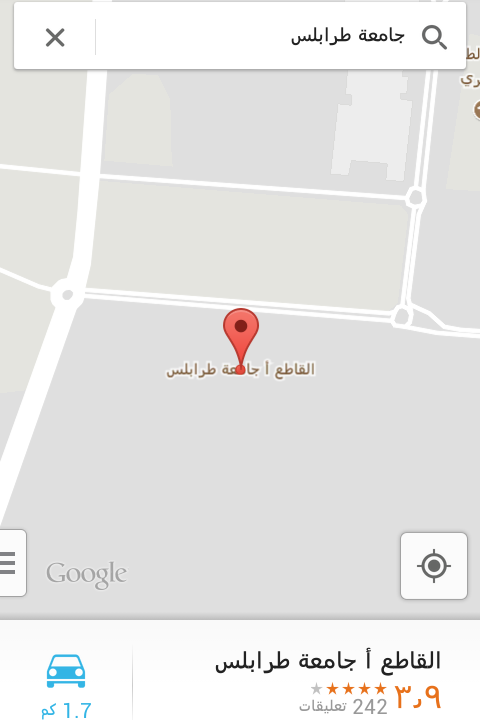 جامعة طرابلس
القاطع أ جامعة طرابلس
Google
القاطع أ جامعة طرابلس
٣٫٩
242 تعليقات
1.7 كم